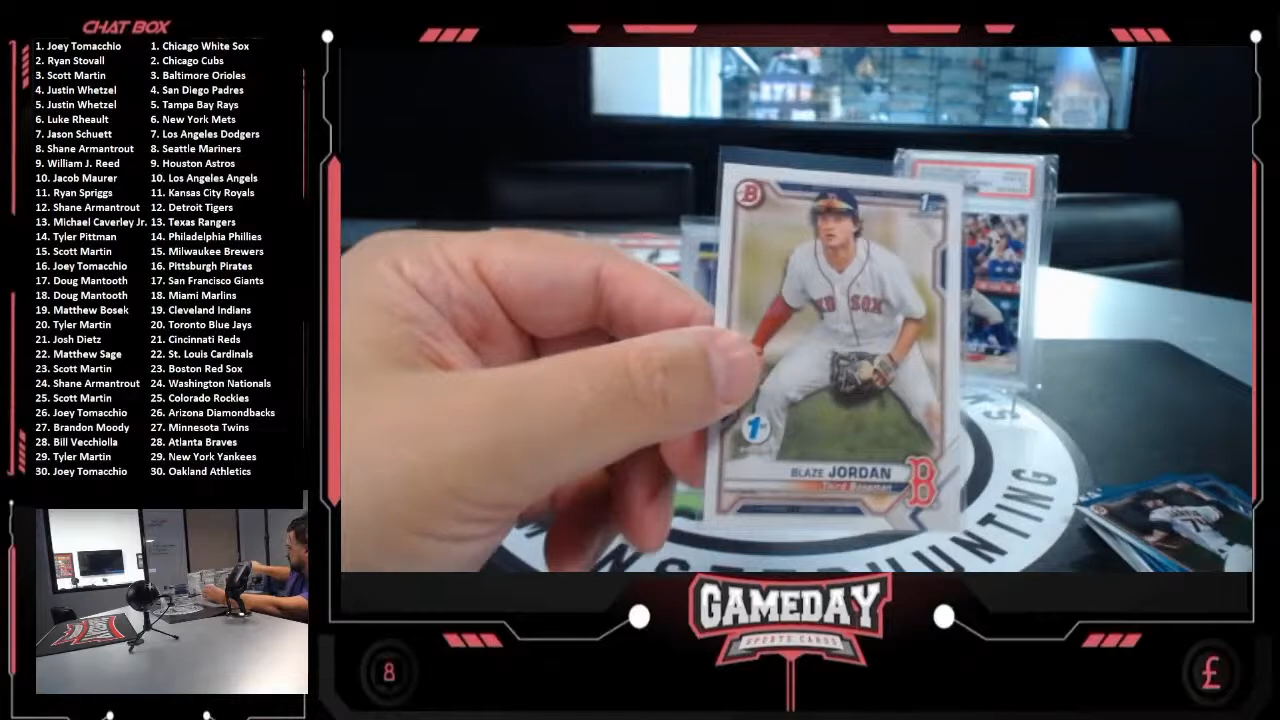 CHAT BOX
1. Joey Tomacchio 1. Chicago White Sox
2. Ryan Stovall 2. Chicago Cubs
3. Scott Martin 3. Baltimore Orioles
4. Justin Whetzel 4. San Diego Padres
5. Justin Whetzel 5. Tampa Bay Rays
6. Luke Rheault 6. New York Mets
7. Jason Schuett 7. Los Angeles Dodgers
8. Shane Armantrout 8. Seattle Mariners
9. William J. Reed 9. Houston Astros
10. Jacob Maurer 10. Los Angeles Angels
11. Ryan Spriggs 11. Kansas City Royals
12. Shane Armantrout 12. Detroit Tigers
13. Michael Caverley Jr. 13. Texas Rangers
14. Tyler Pittman 14. Philadelphia Phillies
15. Scott Martin 15. Milwaukee Brewers
16. Joey Tomacchio 16. Pittsburgh Pirates
17. Doug Mantooth 17. San Francisco Giants
18. Doug Mantooth 18. Miami Marlins
19. Matthew Bosek 19. Cleveland Indians
20. Tyler Martin 20. Toronto Blue Jays
21. Josh Dietz 21. Cincinnati Reds
22. Matthew Sage 22. St. Louis Cardinals
23. Scott Martin 23. Boston Red Sox
24. Shane Armantrout 24. Washington Nationals
25. Scott Martin 25. Colorado Rockies
26. Joey Tomacchio 26. Arizona Diamondbacks
27. Brandon Moody 27. Minnesota Twins
28. Bill Vecchiolla 28. Atlanta Braves
29. Tyler Martin 29. New York Yankees
30. Joey Tomacchio 30. Oakland Athletics
B
1st
RED SOX
1st
BLAZE JORDAN
Third Baseman
B
HUNTING
GAMEDAY
SPORTS CARDS
8
£